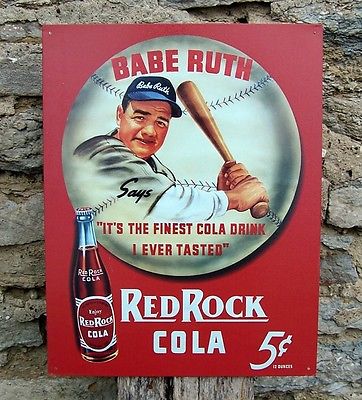 BABE RUTH
Babe Ruth
Says
"IT'S THE FINEST COLA DRINK
I EVER TASTED"
RED ROCK
COLA
Enjoy
RED ROCK
COLA
RED ROCK
COLA
5¢
12 OUNCES